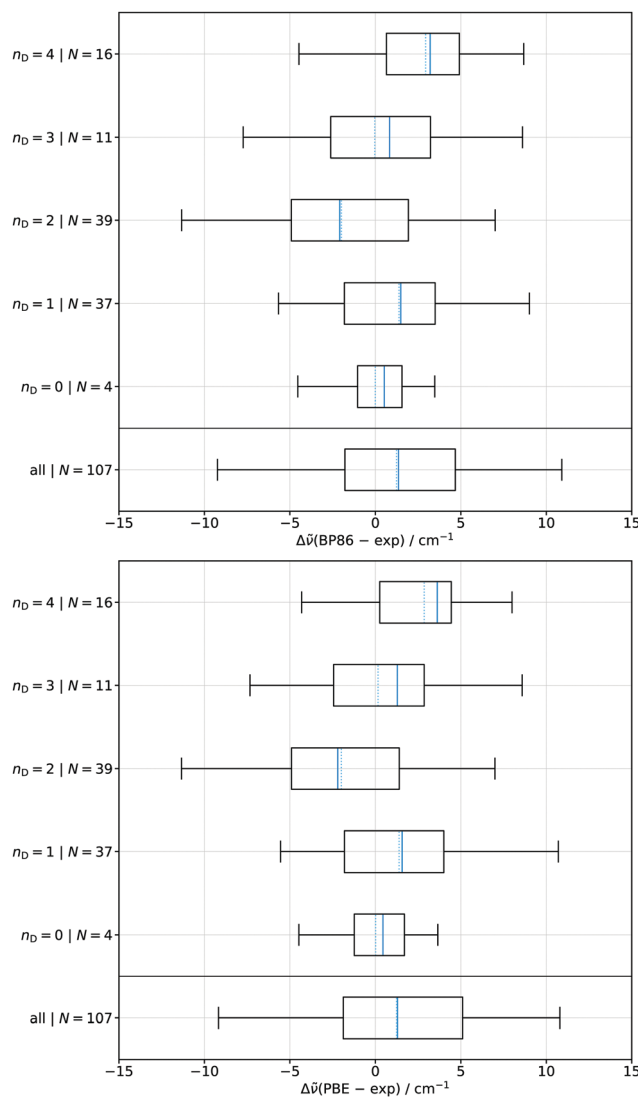 n_D = 4 | N = 16
n_D = 3 | N = 11
n_D = 2 | N = 39
n_D = 1 | N = 37
n_D = 0 | N = 4
all | N = 107
−15 −10 −5 0 5 10 15
Δν̃(BP86 − exp) / cm⁻¹
n_D = 4 | N = 16
n_D = 3 | N = 11
n_D = 2 | N = 39
n_D = 1 | N = 37
n_D = 0 | N = 4
all | N = 107
−15 −10 −5 0 5 10 15
Δν̃(PBE − exp) / cm⁻¹